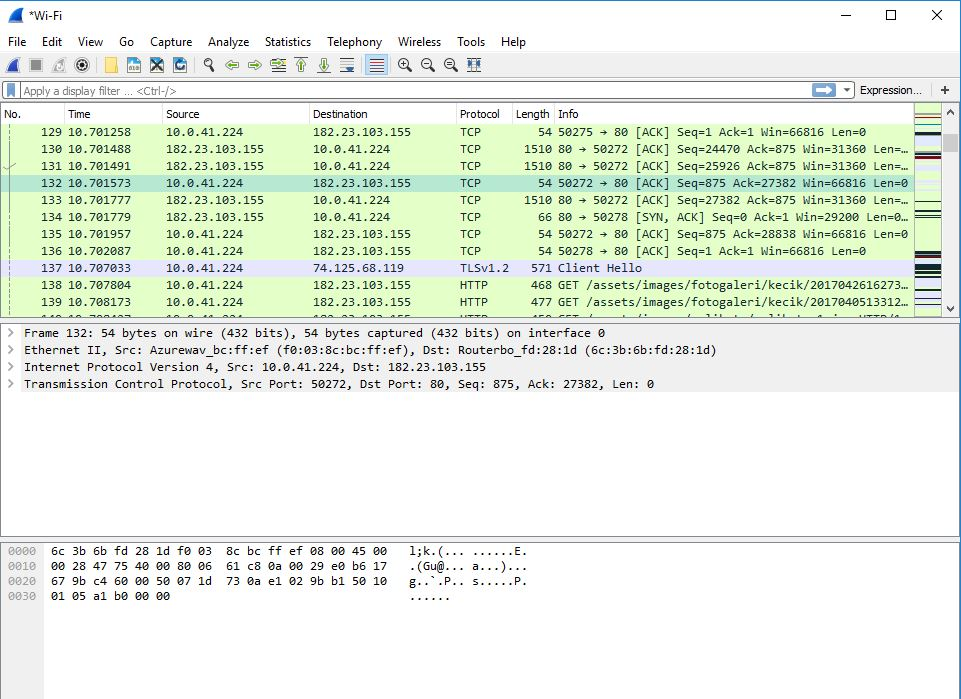 *Wi-Fi
File Edit View Go Capture Analyze Statistics Telephony Wireless Tools Help
Apply a display filter ... <Ctrl-/> Expression... +
No. Time Source Destination Protocol Length Info
129 10.701258 10.0.41.224 182.23.103.155 TCP 54 50275 → 80 [ACK] Seq=1 Ack=1 Win=66816 Len=0
130 10.701488 182.23.103.155 10.0.41.224 TCP 1510 80 → 50272 [ACK] Seq=24470 Ack=875 Win=31360 Len=…
131 10.701491 182.23.103.155 10.0.41.224 TCP 1510 80 → 50272 [ACK] Seq=25926 Ack=875 Win=31360 Len=…
132 10.701573 10.0.41.224 182.23.103.155 TCP 54 50272 → 80 [ACK] Seq=875 Ack=27382 Win=66816 Len=0
133 10.701777 182.23.103.155 10.0.41.224 TCP 1510 80 → 50272 [ACK] Seq=27382 Ack=875 Win=31360 Len=…
134 10.701779 182.23.103.155 10.0.41.224 TCP 66 80 → 50278 [SYN, ACK] Seq=0 Ack=1 Win=29200 Len=0…
135 10.701957 10.0.41.224 182.23.103.155 TCP 54 50272 → 80 [ACK] Seq=875 Ack=28838 Win=66816 Len=0
136 10.702087 10.0.41.224 182.23.103.155 TCP 54 50278 → 80 [ACK] Seq=1 Ack=1 Win=66816 Len=0
137 10.707033 10.0.41.224 74.125.68.119 TLSv1.2 571 Client Hello
138 10.707804 10.0.41.224 182.23.103.155 HTTP 468 GET /assets/images/fotogaleri/kecik/2017042616273…
139 10.708173 10.0.41.224 182.23.103.155 HTTP 477 GET /assets/images/fotogaleri/kecik/2017040513312…
Frame 132: 54 bytes on wire (432 bits), 54 bytes captured (432 bits) on interface 0
Ethernet II, Src: Azurewav_bc:ff:ef (f0:03:8c:bc:ff:ef), Dst: Routerbo_fd:28:1d (6c:3b:6b:fd:28:1d)
Internet Protocol Version 4, Src: 10.0.41.224, Dst: 182.23.103.155
Transmission Control Protocol, Src Port: 50272, Dst Port: 80, Seq: 875, Ack: 27382, Len: 0
0000 6c 3b 6b fd 28 1d f0 03 8c bc ff ef 08 00 45 00 l;k.(... ......E.
0010 00 28 47 75 40 00 80 06 61 c8 0a 00 29 e0 b6 17 .(Gu@... a...)...
0020 67 9b c4 60 00 50 07 1d 73 0a e1 02 9b b1 50 10 g..`.P.. s.....P.
0030 01 05 a1 b0 00 00 ......